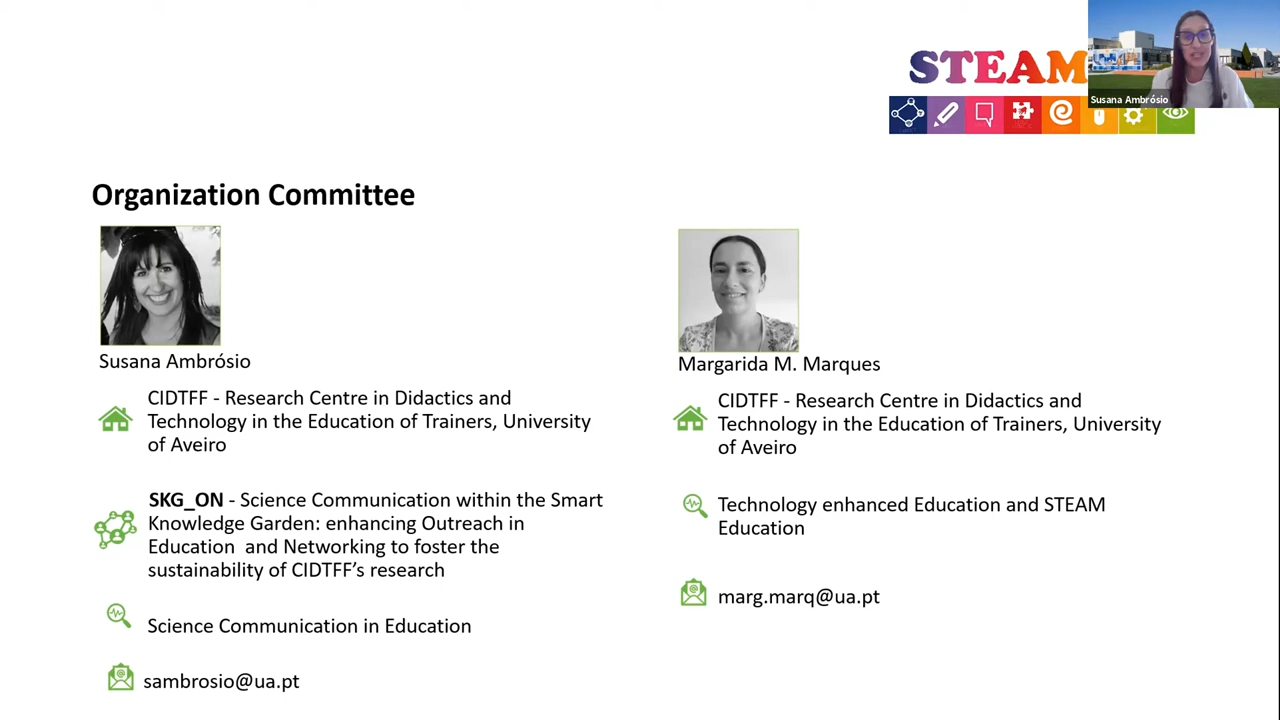 STEAM
Susana Ambrósio
Organization Committee
Susana Ambrósio
CIDTFF - Research Centre in Didactics and
Technology in the Education of Trainers, University
of Aveiro
SKG_ON - Science Communication within the Smart
Knowledge Garden: enhancing Outreach in
Education and Networking to foster the
sustainability of CIDTFF's research
Science Communication in Education
sambrosio@ua.pt
Margarida M. Marques
CIDTFF - Research Centre in Didactics and
Technology in the Education of Trainers, University
of Aveiro
Technology enhanced Education and STEAM
Education
marg.marq@ua.pt